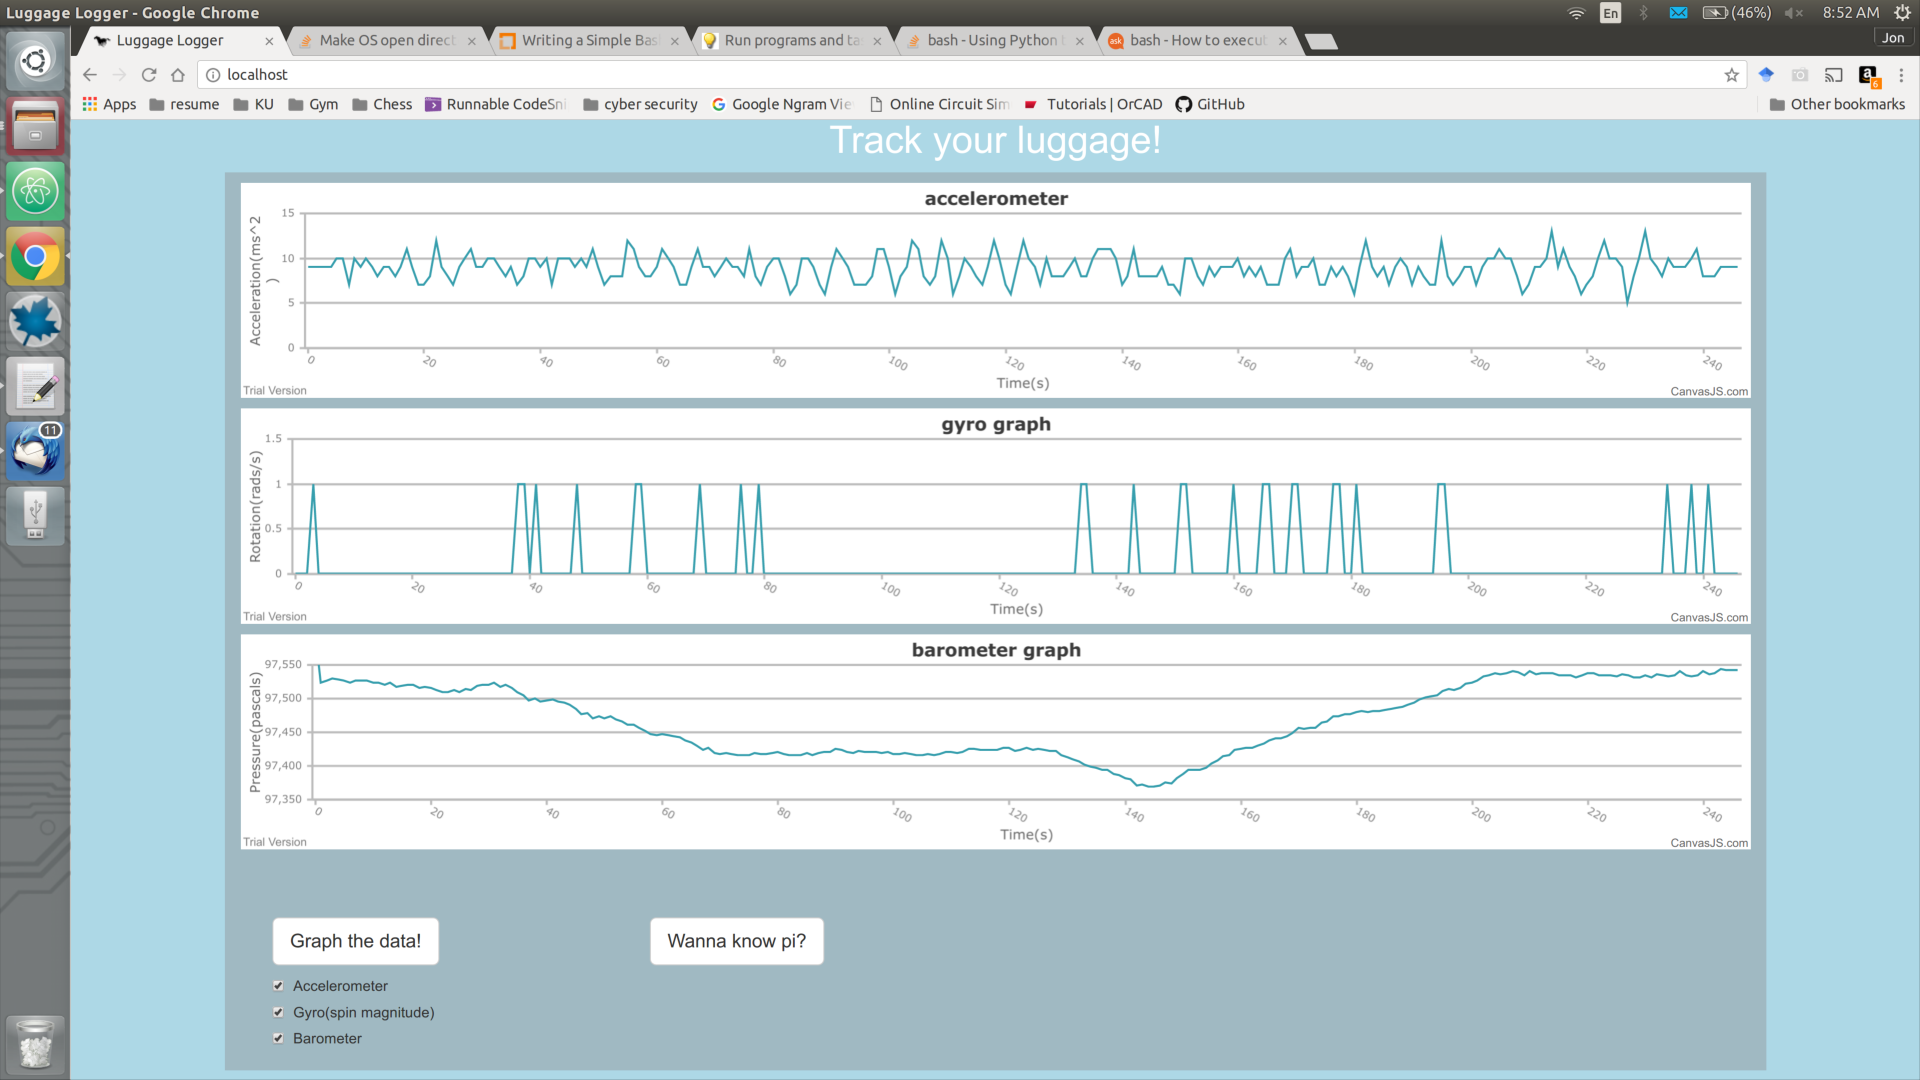 Luggage Logger - Google Chrome
En
(46%)
8:52 AM
Luggage Logger
Make OS open direct
Writing a Simple Bas
Run programs and ta
bash - Using Python t
ask
bash - How to execut
Jon
localhost
6
Apps
resume
KU
Gym
Chess
Runnable CodeSni
cyber security
Google Ngram Vie
Online Circuit Sim
Tutorials | OrCAD
GitHub
Other bookmarks
11
Track your luggage!
accelerometer
Acceleration(ms^2
)
15
10
5
0
0 20 40 60 80 100 120 140 160 180 200 220 240
Time(s)
Trial Version
CanvasJS.com
gyro graph
Rotation(rads/s)
1.5
1
0.5
0
0 20 40 60 80 100 120 140 160 180 200 220 240
Time(s)
Trial Version
CanvasJS.com
barometer graph
Pressure(pascals)
97,550
97,500
97,450
97,400
97,350
0 20 40 60 80 100 120 140 160 180 200 220 240
Time(s)
Trial Version
CanvasJS.com
Graph the data!
Wanna know pi?
Accelerometer
Gyro(spin magnitude)
Barometer